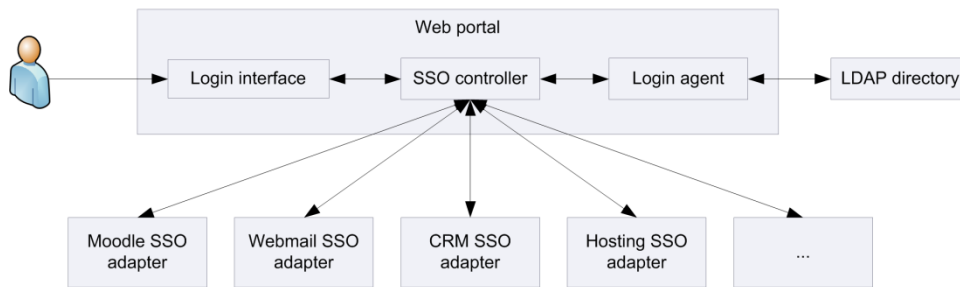 Web portal
Login interface
SSO controller
Login agent
LDAP directory
Moodle SSO
adapter
Webmail SSO
adapter
CRM SSO
adapter
Hosting SSO
adapter
...